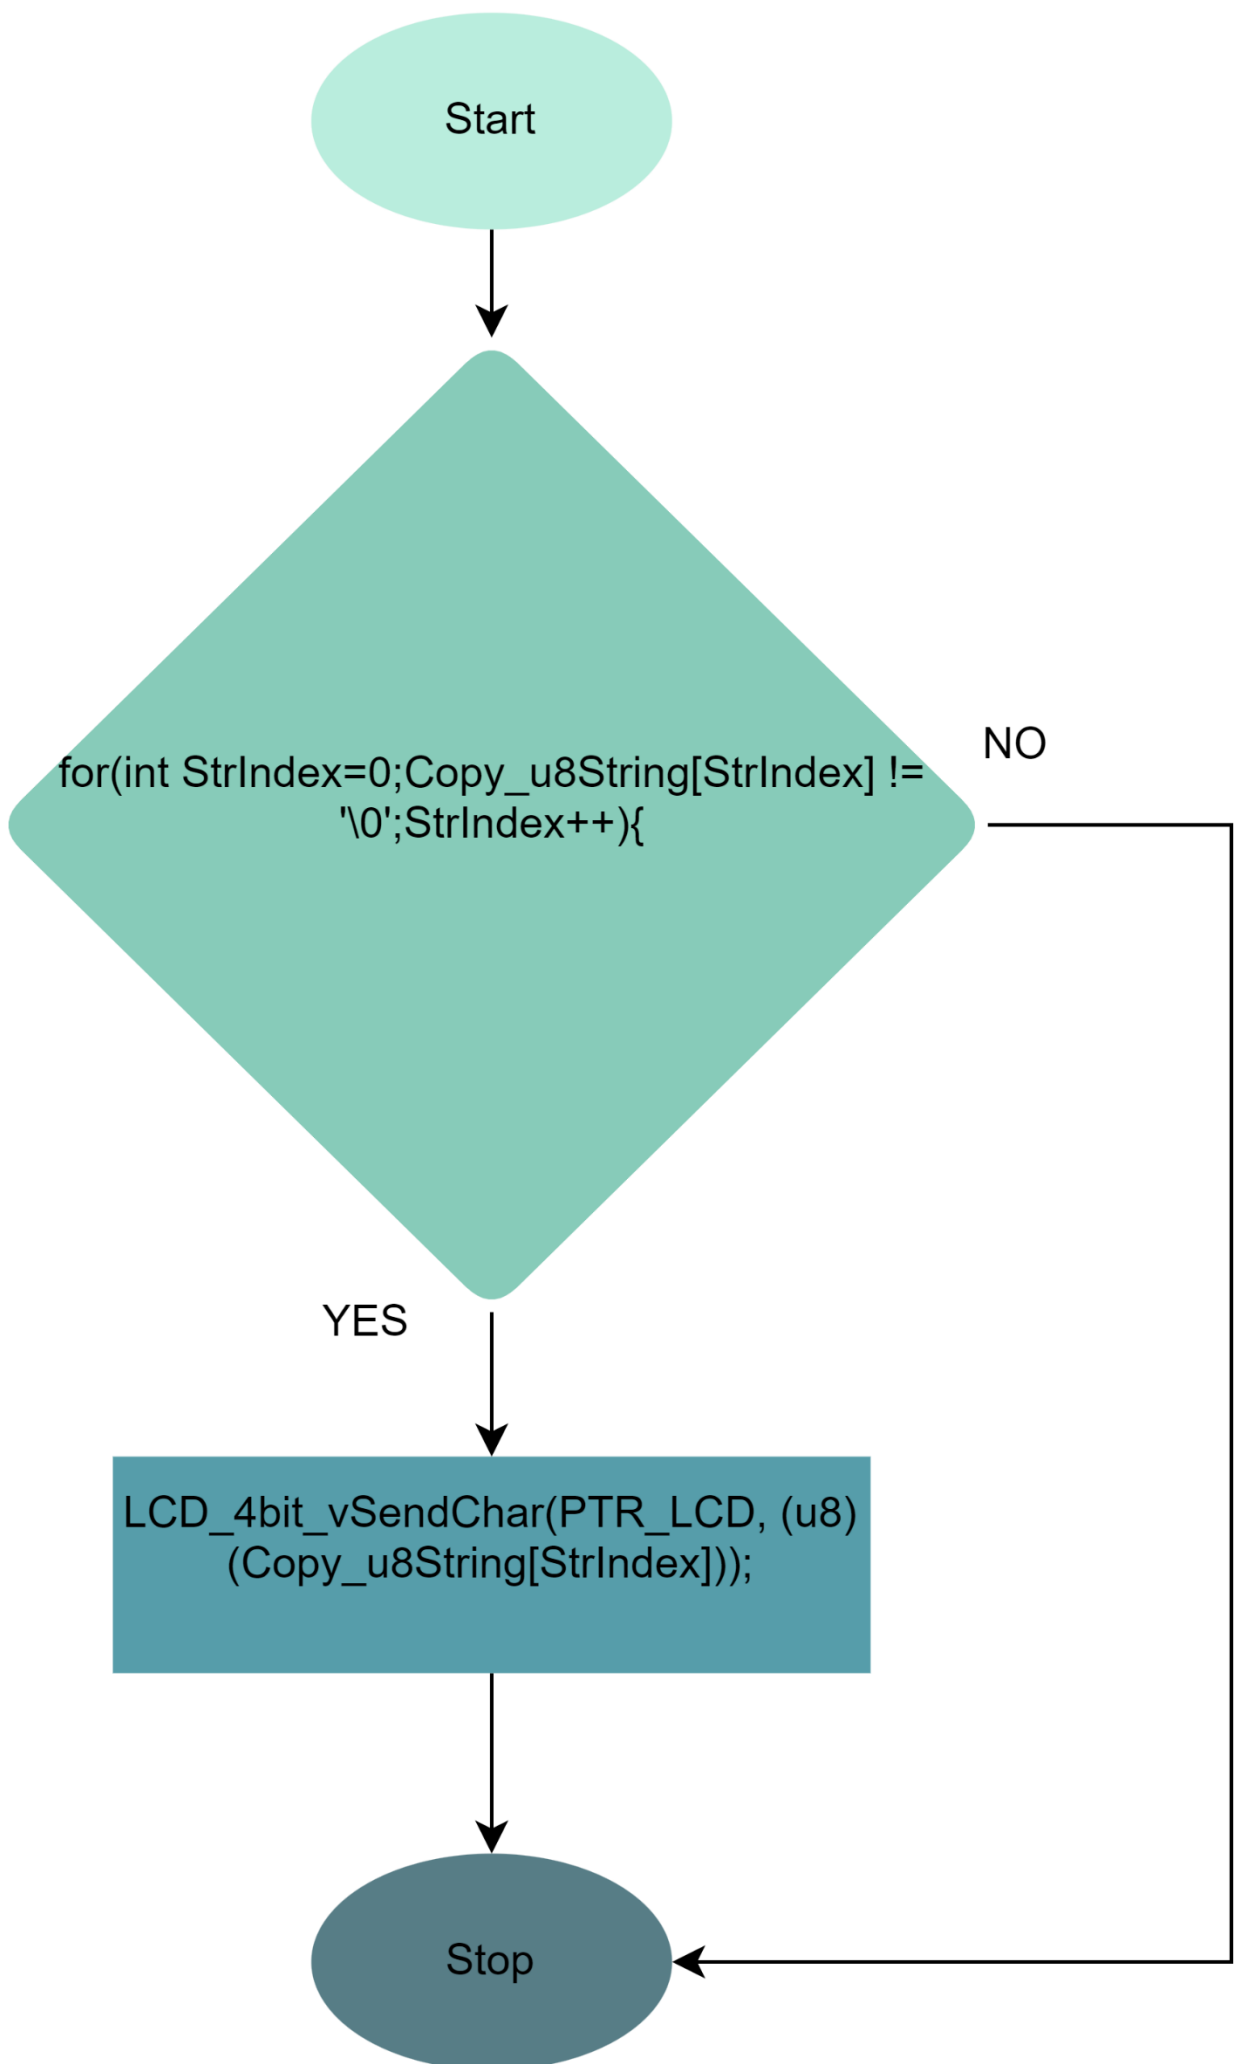 Start
for(int StrIndex=0;Copy_u8String[StrIndex] !=
'\0';StrIndex++){
NO
YES
LCD_4bit_vSendChar(PTR_LCD, (u8)
(Copy_u8String[StrIndex]));
Stop